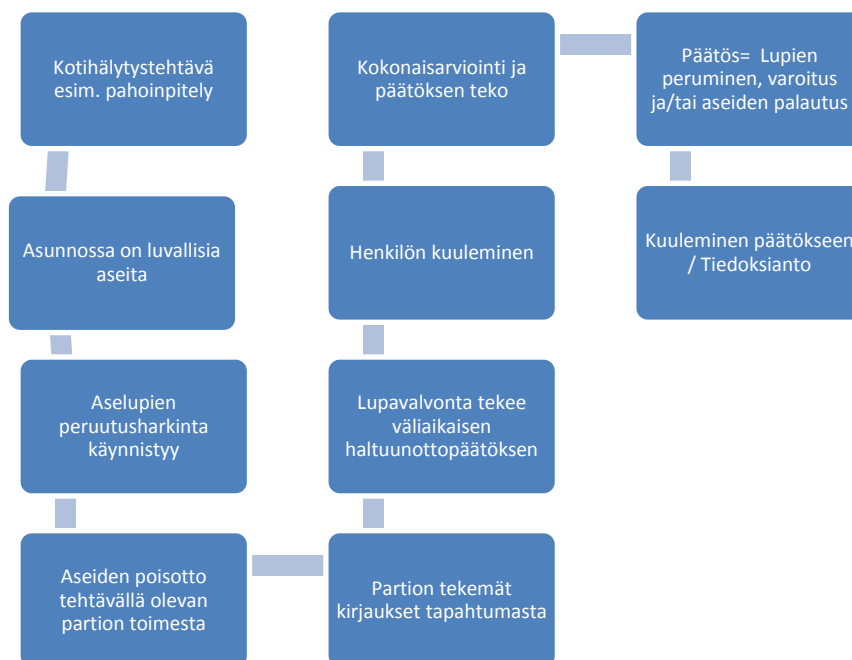 Kotihälytystehtävä
esim. pahoinpitely
Asunnossa on luvallisia
aseita
Aselupien
peruutusharkinta
käynnistyy
Aseiden poisotto
tehtävällä olevan
partion toimesta
Partion tekemät
kirjaukset tapahtumasta
Lupavalvonta tekee
väliaikaisen
haltuunottopäätöksen
Henkilön kuuleminen
Kokonaisarviointi ja
päätöksen teko
Päätös= Lupien
peruminen, varoitus
ja/tai aseiden palautus
Kuuleminen päätökseen
/ Tiedoksianto